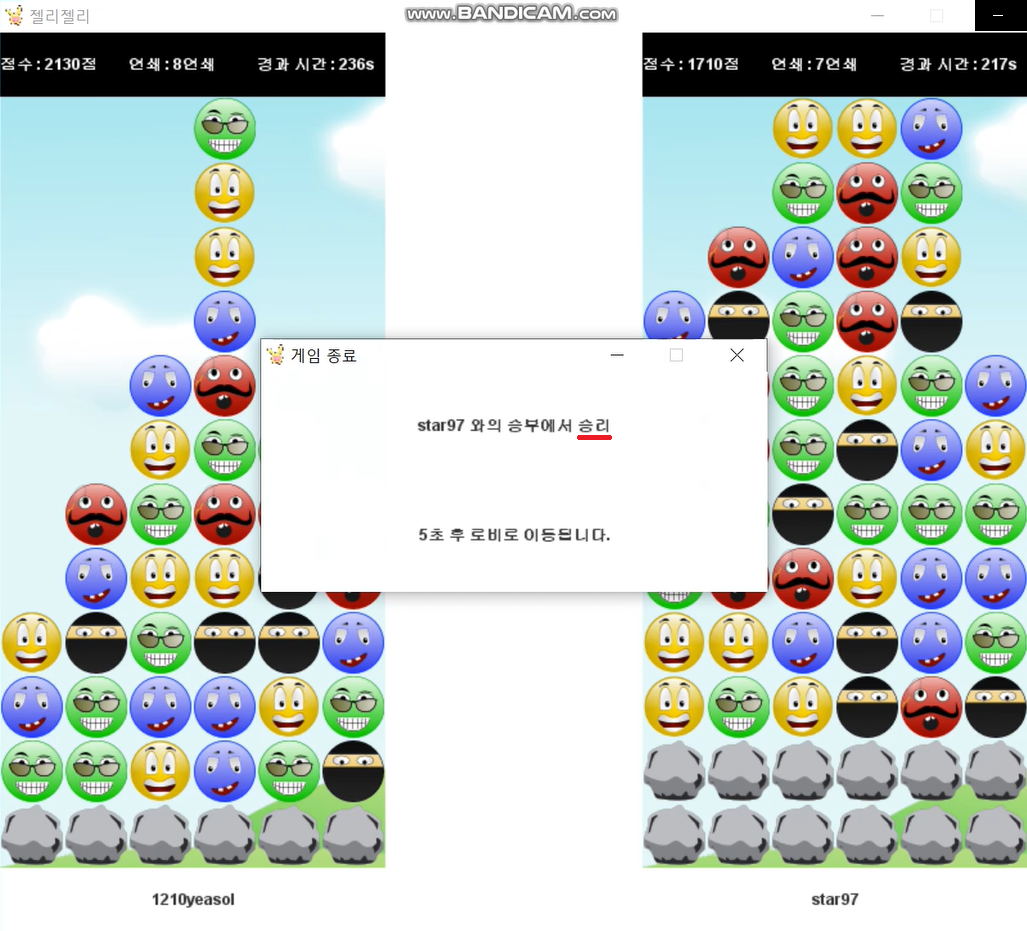 젤리젤리
www.BANDICAM.com
점수:2130점 연쇄:8연쇄 경과 시간:236s
점수:1710점 연쇄:7연쇄 경과 시간:217s
게임 종료
star97 와의 승부에서 승리
5초 후 로비로 이동됩니다.
1210yeasol
star97